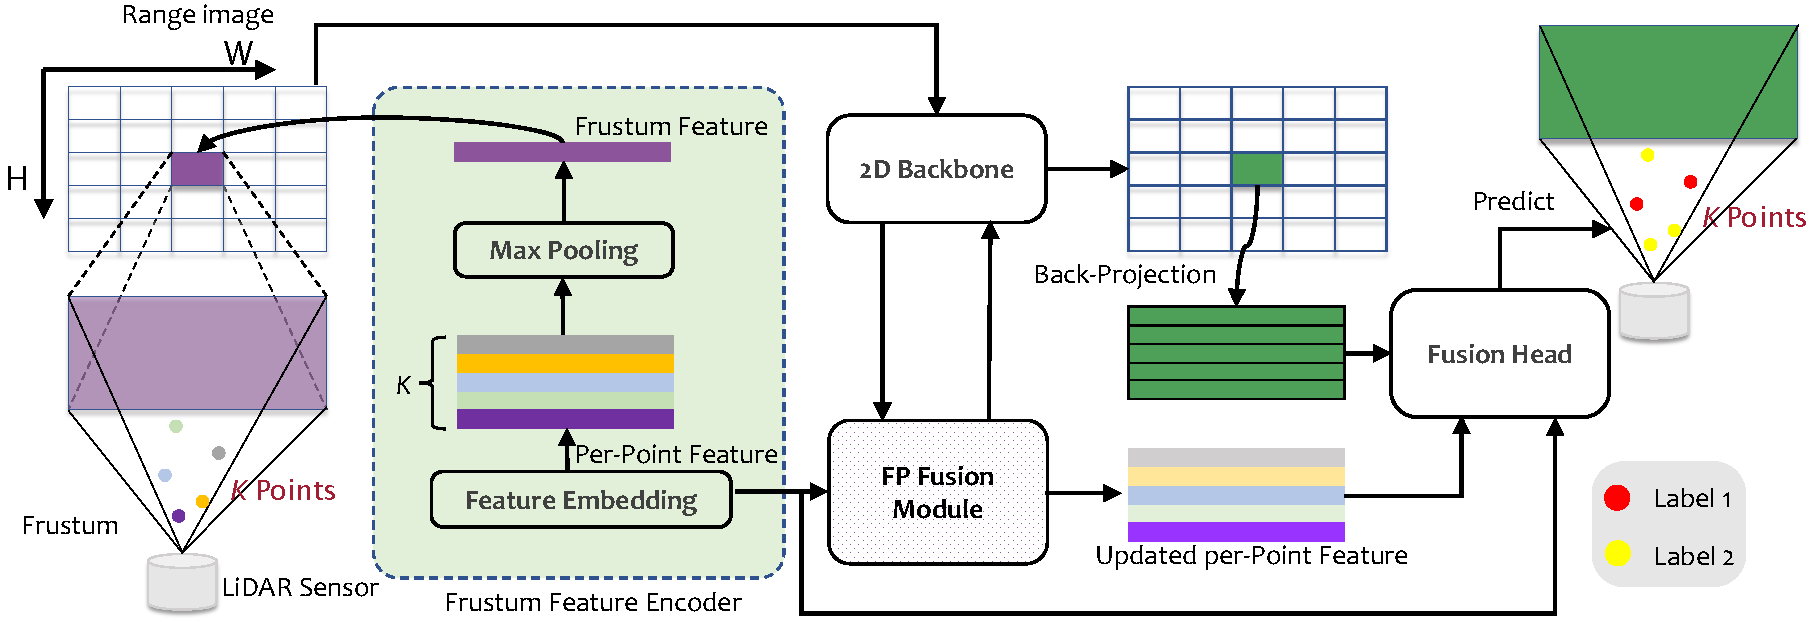 Range image
W
H
Frustum
K Points
LiDAR Sensor
Frustum Feature
Max Pooling
K
Per-Point Feature
Feature Embedding
Frustum Feature Encoder
2D Backbone
FP Fusion
Module
Back-Projection
Updated per-Point Feature
Fusion Head
Predict
K Points
Label 1
Label 2